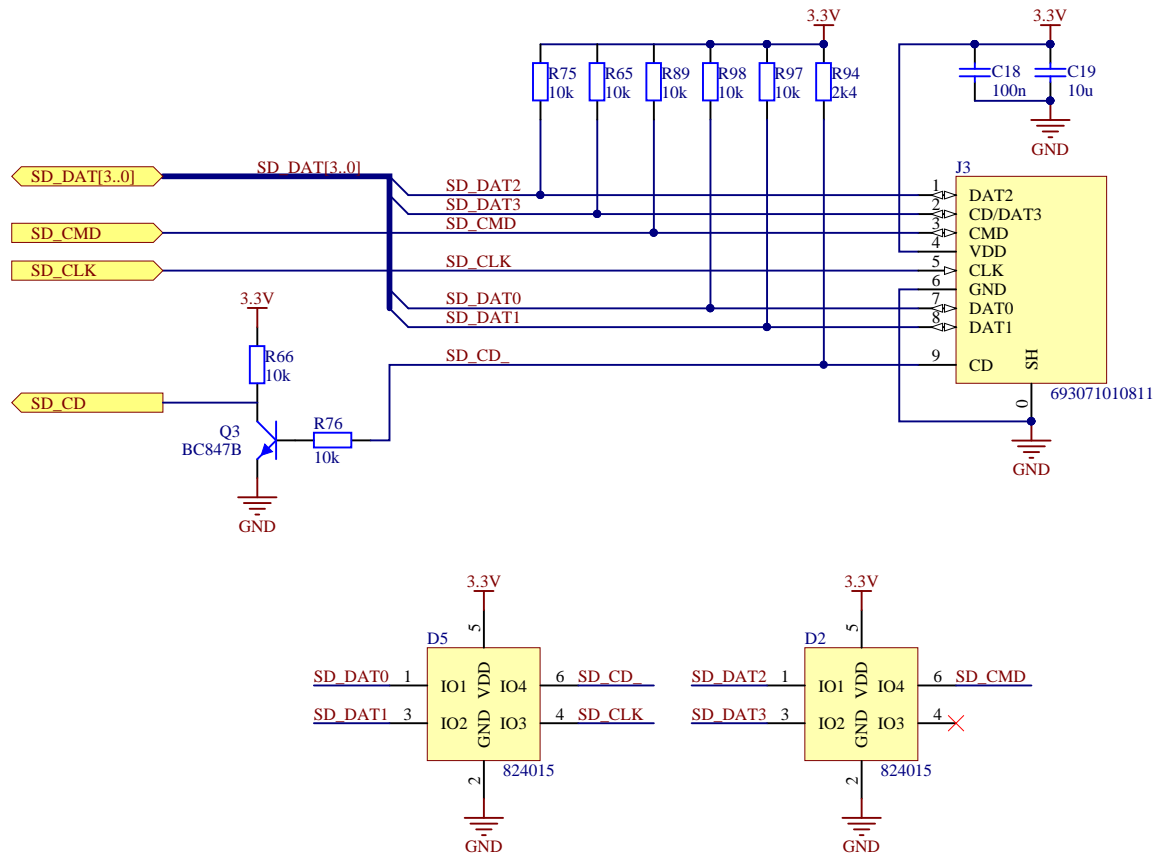 3.3V
3.3V
R75
10k
R65
10k
R89
10k
R98
10k
R97
10k
R94
2k4
C18
100n
C19
10u
GND
SD_DAT[3..0]
SD_DAT[3..0]
SD_CMD
SD_CLK
SD_DAT2
SD_DAT3
SD_CMD
SD_CLK
SD_DAT0
SD_DAT1
SD_CD_
J3
1 DAT2
2 CD/DAT3
3 CMD
4 VDD
5 CLK
6 GND
7 DAT0
8 DAT1
9 CD
SH
0
693071010811
GND
3.3V
R66
10k
SD_CD
Q3
BC847B
R76
10k
GND
3.3V
D5
5
SD_DAT0 1 IO1 VDD IO4 6 SD_CD_
SD_DAT1 3 IO2 GND IO3 4 SD_CLK
2
824015
GND
3.3V
D2
5
SD_DAT2 1 IO1 VDD IO4 6 SD_CMD
SD_DAT3 3 IO2 GND IO3 4
2
824015
GND